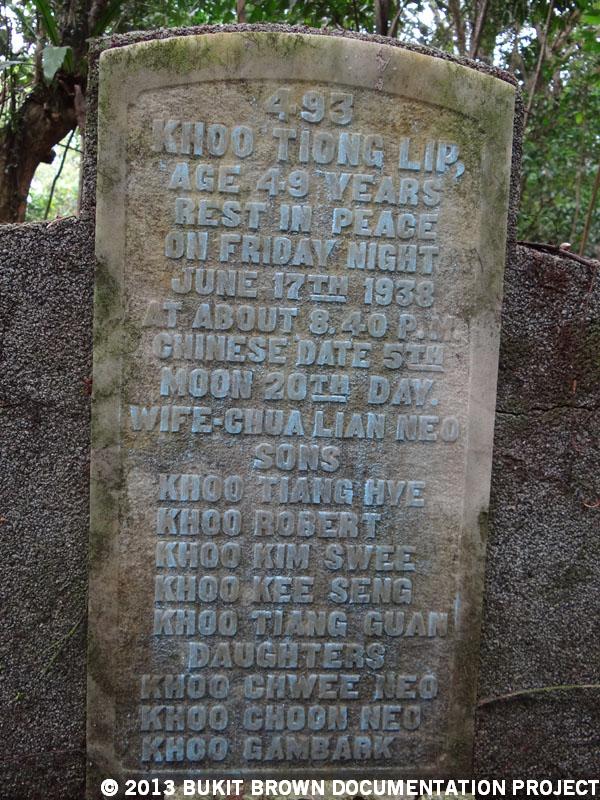 493
KHOO TIONG LIP,
AGE 49 YEARS
REST IN PEACE
ON FRIDAY NIGHT
JUNE 17TH 1938
AT ABOUT 8.40 P.M.
CHINESE DATE 5TH
MOON 20TH DAY.
WIFE-CHUA LIAN NEO
SONS
KHOO TIANG HYE
KHOO ROBERT
KHOO KIM SWEE
KHOO KEE SENG
KHOO TIANG GUAN
DAUGHTERS
KHOO CHWEE NEO
KHOO CHOON NEO
KHOO GAMBARK
© 2013 BUKIT BROWN DOCUMENTATION PROJECT